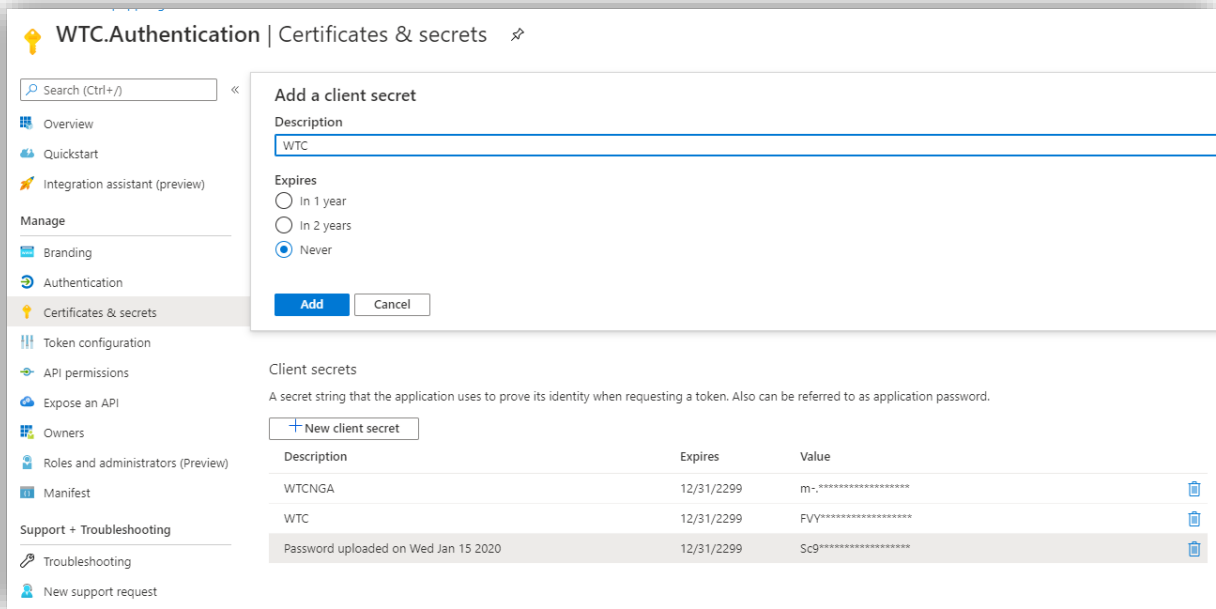 WTC.Authentication | Certificates & secrets
Search (Ctrl+/)
«
Overview
Quickstart
Integration assistant (preview)
Manage
Branding
Authentication
Certificates & secrets
Token configuration
API permissions
Expose an API
Owners
Roles and administrators (Preview)
Manifest
Support + Troubleshooting
Troubleshooting
New support request
Add a client secret
Description
WTC
Expires
In 1 year
In 2 years
Never
Add Cancel
Client secrets
A secret string that the application uses to prove its identity when requesting a token. Also can be referred to as application password.
+ New client secret
Description Expires Value
WTCNGA 12/31/2299 m-.******************
WTC 12/31/2299 FVY******************
Password uploaded on Wed Jan 15 2020 12/31/2299 Sc9******************